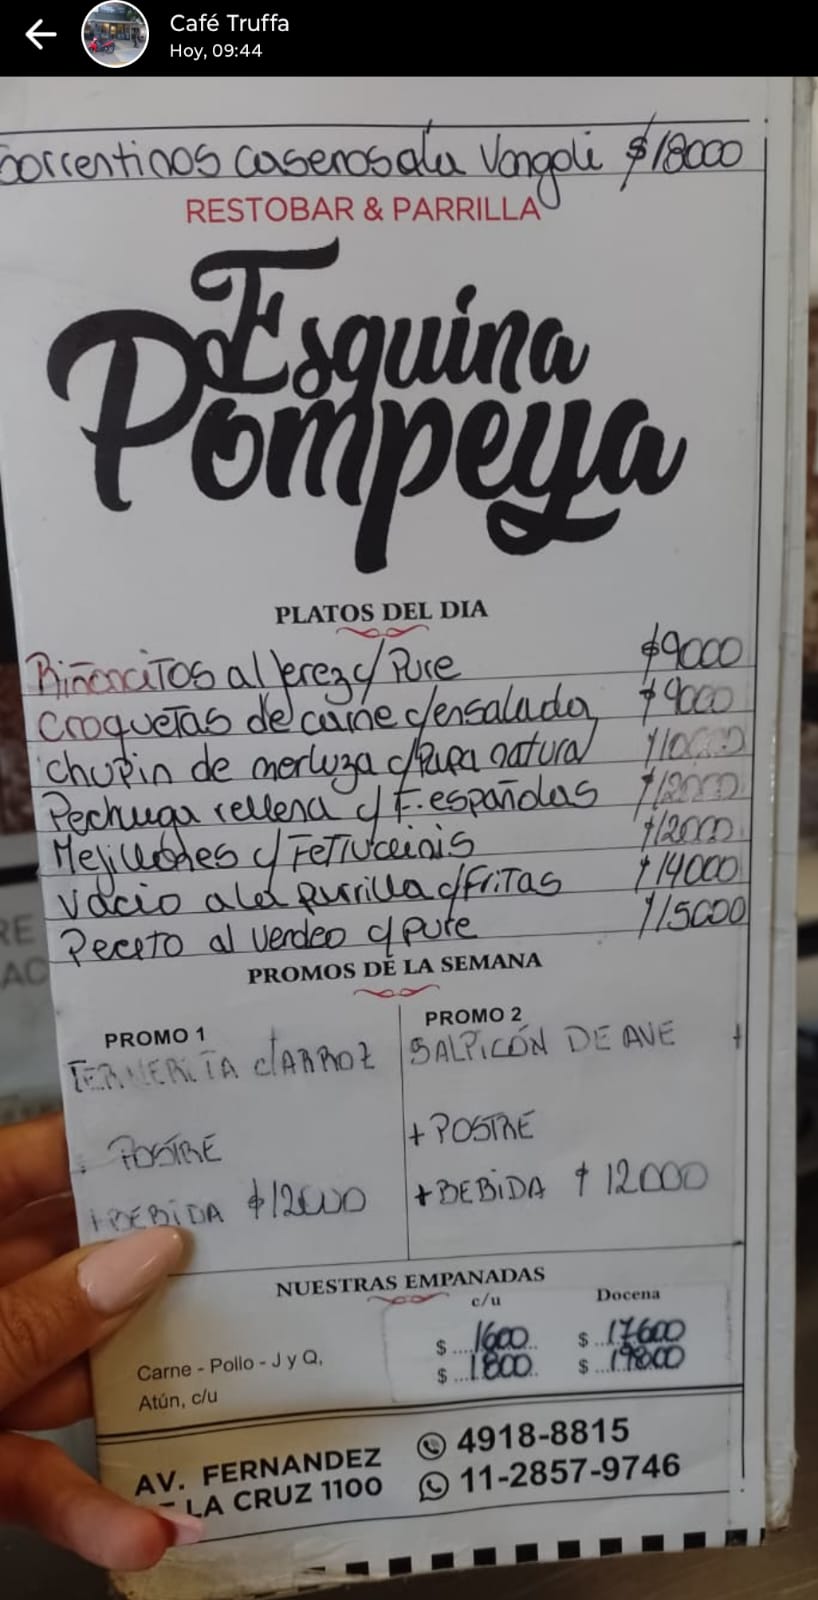 Café Truffa
Hoy, 09:44
Sorrentinos caseros a la Vongoli $18000
RESTOBAR & PARRILLA
Esquina
Pompeya
PLATOS DEL DIA
Riñoncitos al Jerez c/ Pure $9000
Croquetas de carne c/ensalada $9000
Chupin de merluza c/Papa natural $10000
Pechuga rellena c/ F. españolas $12000
Mejillones c/ Fettuceinis $12000
Vacio a la parrilla c/Fritas $14000
Peceto al Verdeo c/ pure $15000
PROMOS DE LA SEMANA
PROMO 1
TERNERITA c/ARROZ
POSTRE
+ BEBIDA $12000
PROMO 2
SALPICÓN DE AVE +
+ POSTRE
+ BEBIDA $12000
NUESTRAS EMPANADAS
c/u Docena
Carne - Pollo - J y Q, $ 1600 $ 17600
Atún, c/u $ 1800 $ 19800
AV. FERNANDEZ
LA CRUZ 1100
4918-8815
11-2857-9746